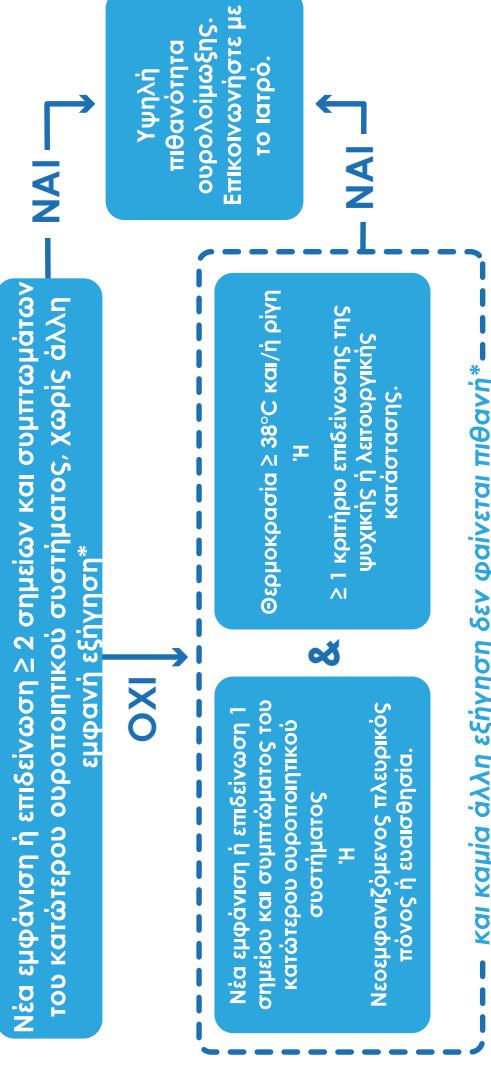 Νέα εμφάνιση ή επιδείνωση ≥ 2 σημείων και συμπτωμάτων
του κατώτερου ουροποιητικού συστήματος, χωρίς άλλη
εμφανή εξήγηση*
ΝΑΙ
Υψηλή
πιθανότητα
ουρολοίμωξης.
Επικοινωνήστε με
το ιατρό.
ΟΧΙ
Νέα εμφάνιση ή επιδείνωση 1
σημείου και συμπτώματος του
κατώτερου ουροποιητικού
συστήματος
Ή
Νεοεμφανιζόμενος πλευρικός
πόνος ή ευαισθησία.
&
Θερμοκρασία ≥ 38°C και/ή ρίγη
Ή
≥ 1 κριτήριο επιδείνωσης της
ψυχικής ή λειτουργικής
κατάστασης.
ΝΑΙ
και καμία άλλη εξήγηση δεν φαίνεται πιθανή*